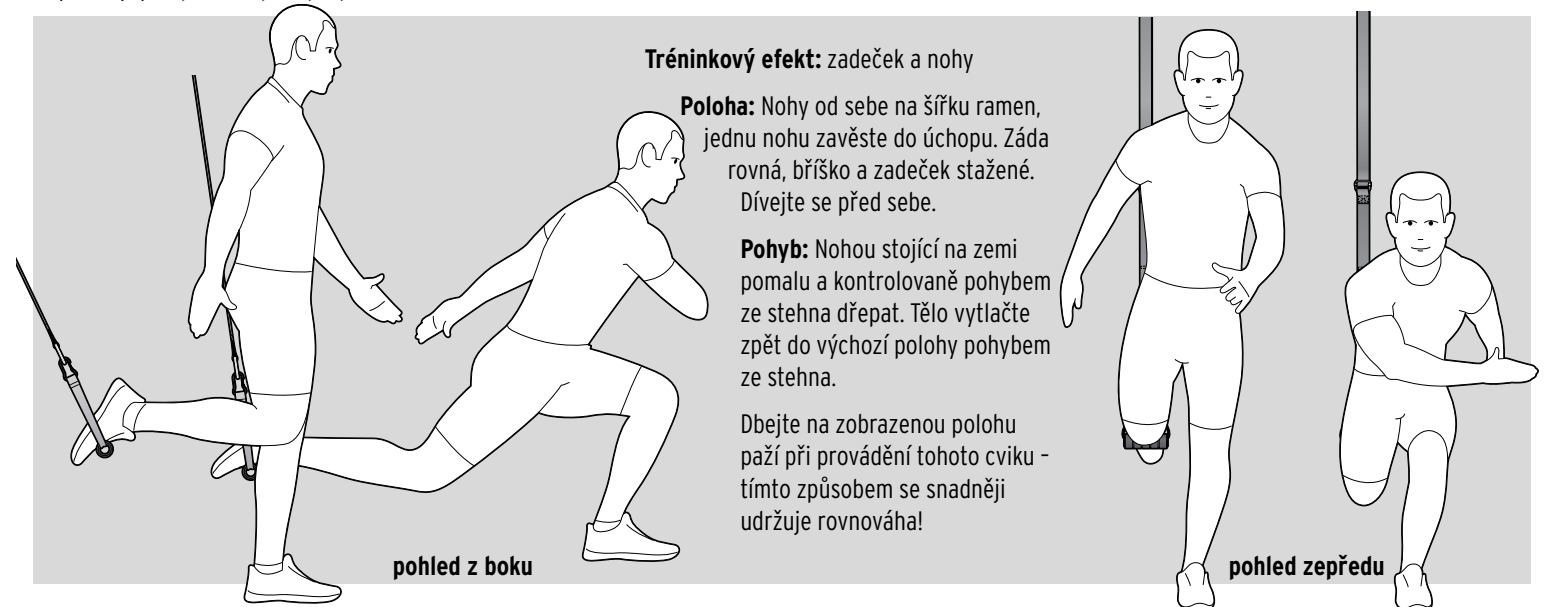 Tréninkový efekt: zadeček a nohy
Poloha: Nohy od sebe na šířku ramen,
jednu nohu zavěste do úchopu. Záda
rovná, bříško a zadeček stažené.
Dívejte se před sebe.
Pohyb: Nohou stojící na zemi
pomalu a kontrolovaně pohybem
ze stehna dřepat. Tělo vytlačte
zpět do výchozí polohy pohybem
ze stehna.
Dbejte na zobrazenou polohu
paží při provádění tohoto cviku –
tímto způsobem se snadněji
udržuje rovnováha!
pohled z boku
pohled zepředu